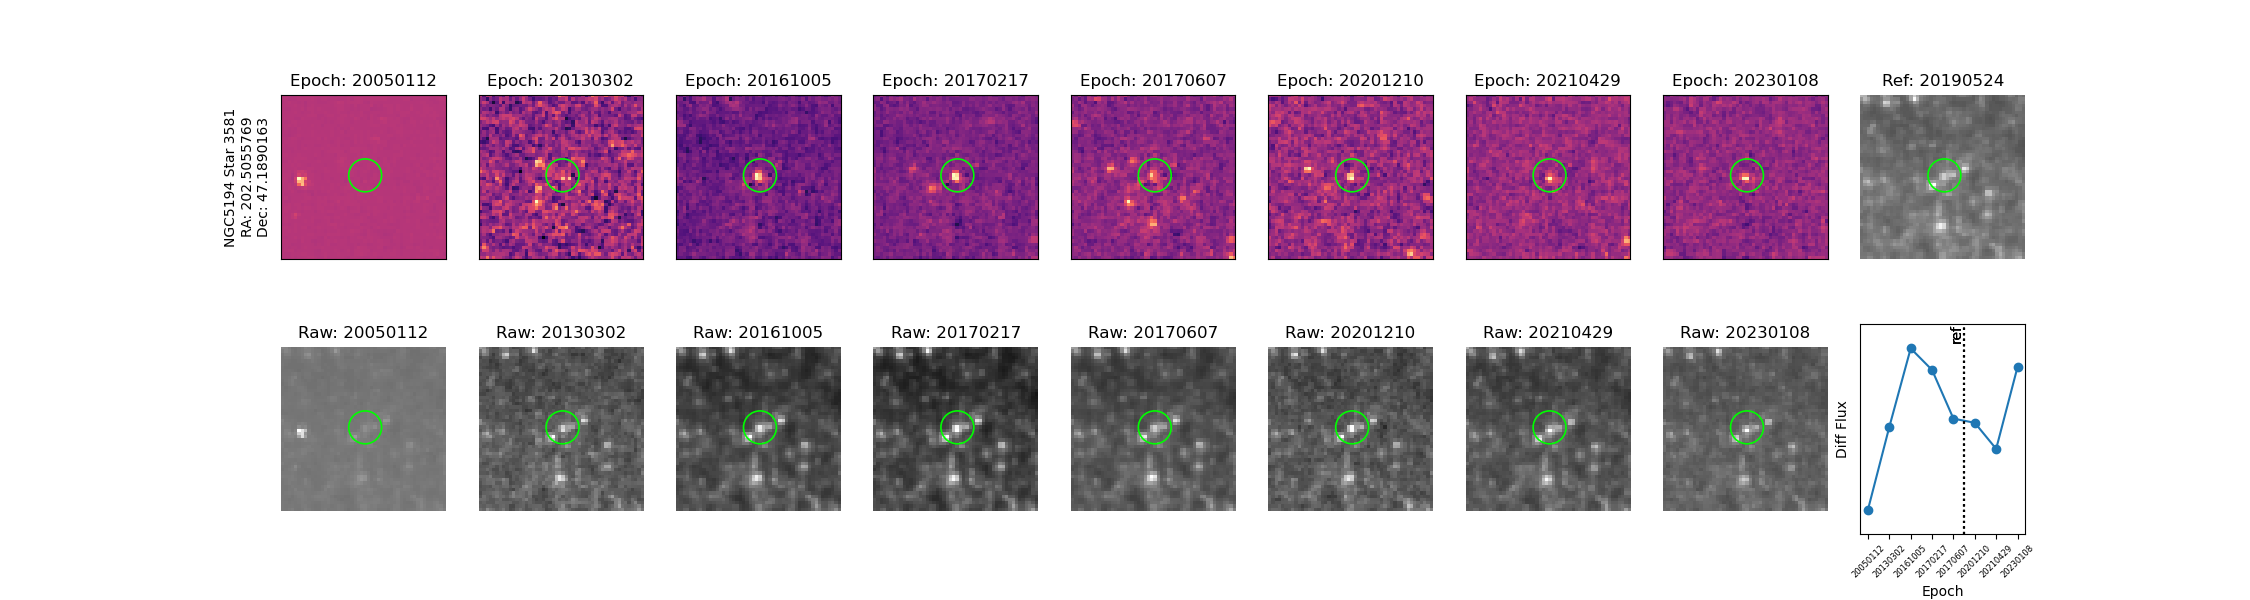 NGC5194 Star 3581
RA: 202.5055769
Dec: 47.1890163
Epoch: 20050112
Epoch: 20130302
Epoch: 20161005
Epoch: 20170217
Epoch: 20170607
Epoch: 20201210
Epoch: 20210429
Epoch: 20230108
Ref: 20190524
Raw: 20050112
Raw: 20130302
Raw: 20161005
Raw: 20170217
Raw: 20170607
Raw: 20201210
Raw: 20210429
Raw: 20230108
ref
Diff Flux
20050112
20130302
20161005
20170217
20170607
20201210
20210429
20230108
Epoch